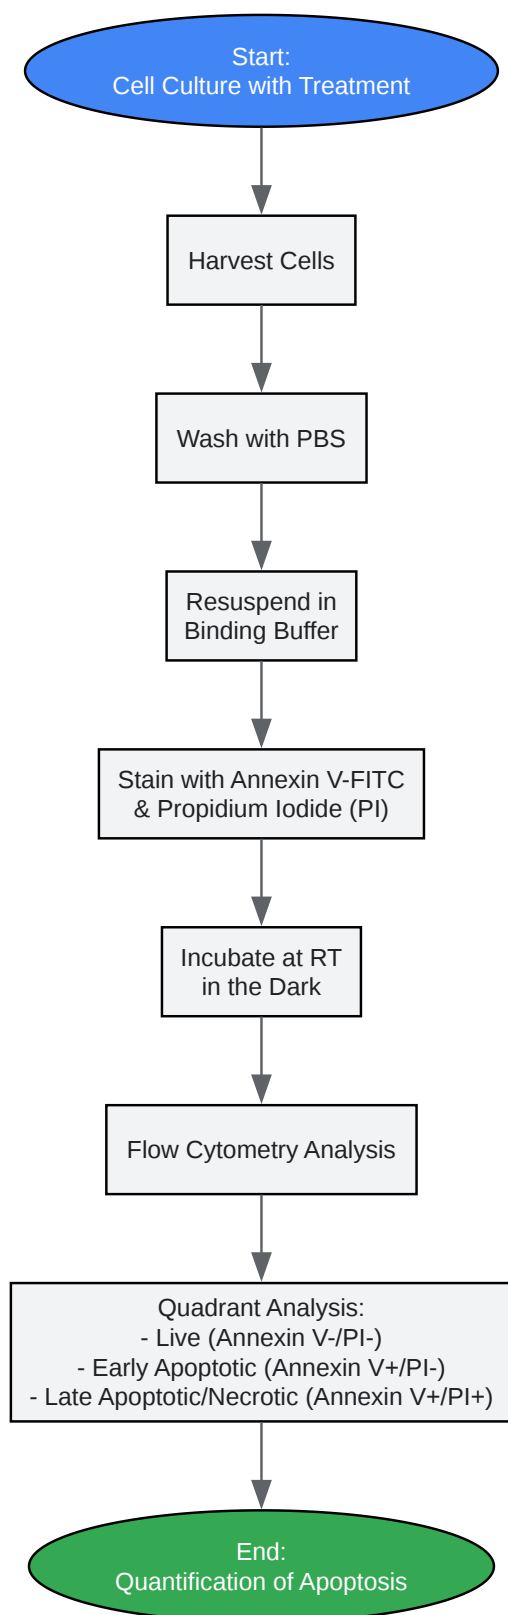 Start:
Cell Culture with Treatment
Harvest Cells
Wash with PBS
Resuspend in
Binding Buffer
Stain with Annexin V-FITC
& Propidium Iodide (PI)
Incubate at RT
in the Dark
Flow Cytometry Analysis
Quadrant Analysis:
- Live (Annexin V-/PI-)
- Early Apoptotic (Annexin V+/PI-)
- Late Apoptotic/Necrotic (Annexin V+/PI+)
End:
Quantification of Apoptosis